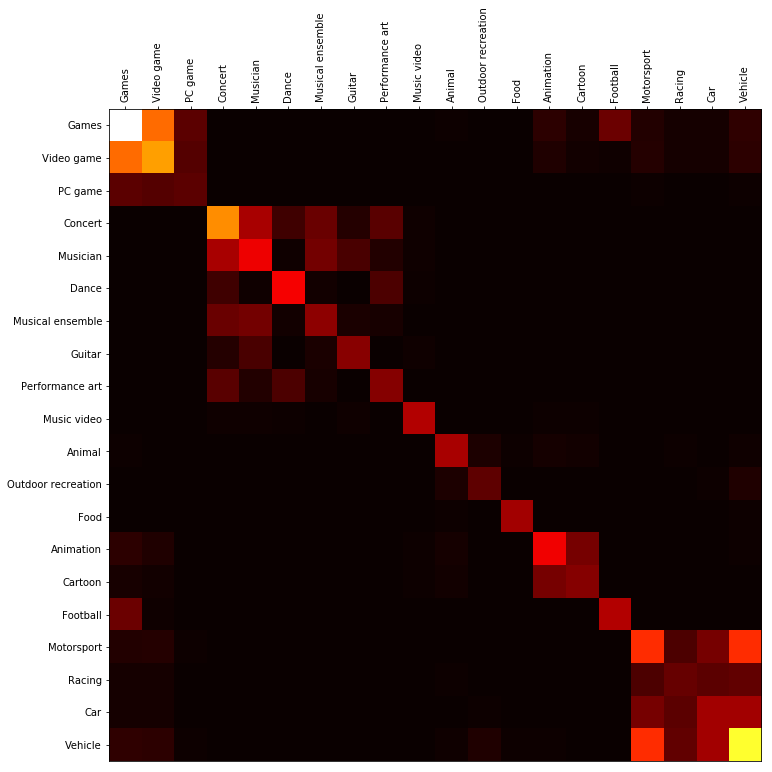 Games
Video game
PC game
Concert
Musician
Dance
Musical ensemble
Guitar
Performance art
Music video
Animal
Outdoor recreation
Food
Animation
Cartoon
Football
Motorsport
Racing
Car
Vehicle
Games
Video game
PC game
Concert
Musician
Dance
Musical ensemble
Guitar
Performance art
Music video
Animal
Outdoor recreation
Food
Animation
Cartoon
Football
Motorsport
Racing
Car
Vehicle